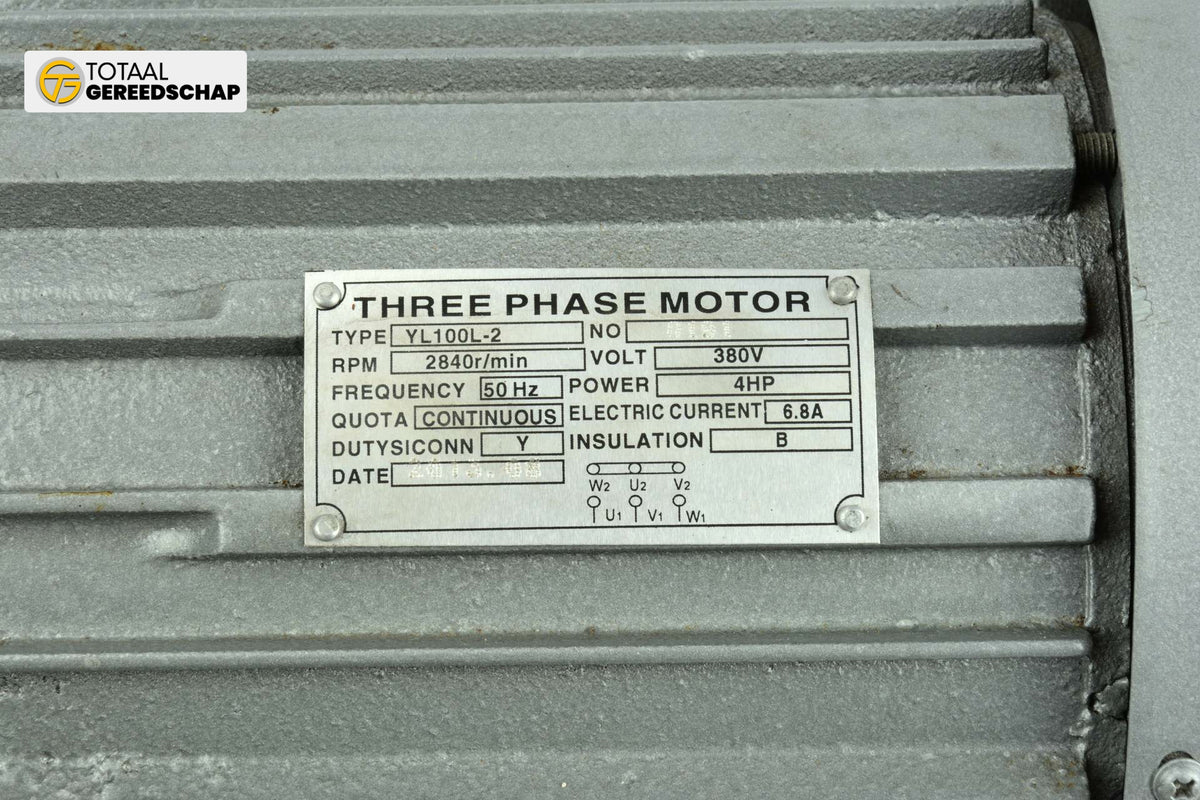 TOTAAL
GEREEDSCHAP
THREE PHASE MOTOR
TYPE YL100L-2 NO
RPM 2840r/min VOLT 380V
FREQUENCY 50 Hz POWER 4HP
QUOTA CONTINUOUS ELECTRIC CURRENT 6.8A
DUTYSICONN Y INSULATION B
DATE
W2 U2 V2
U1 V1 W1